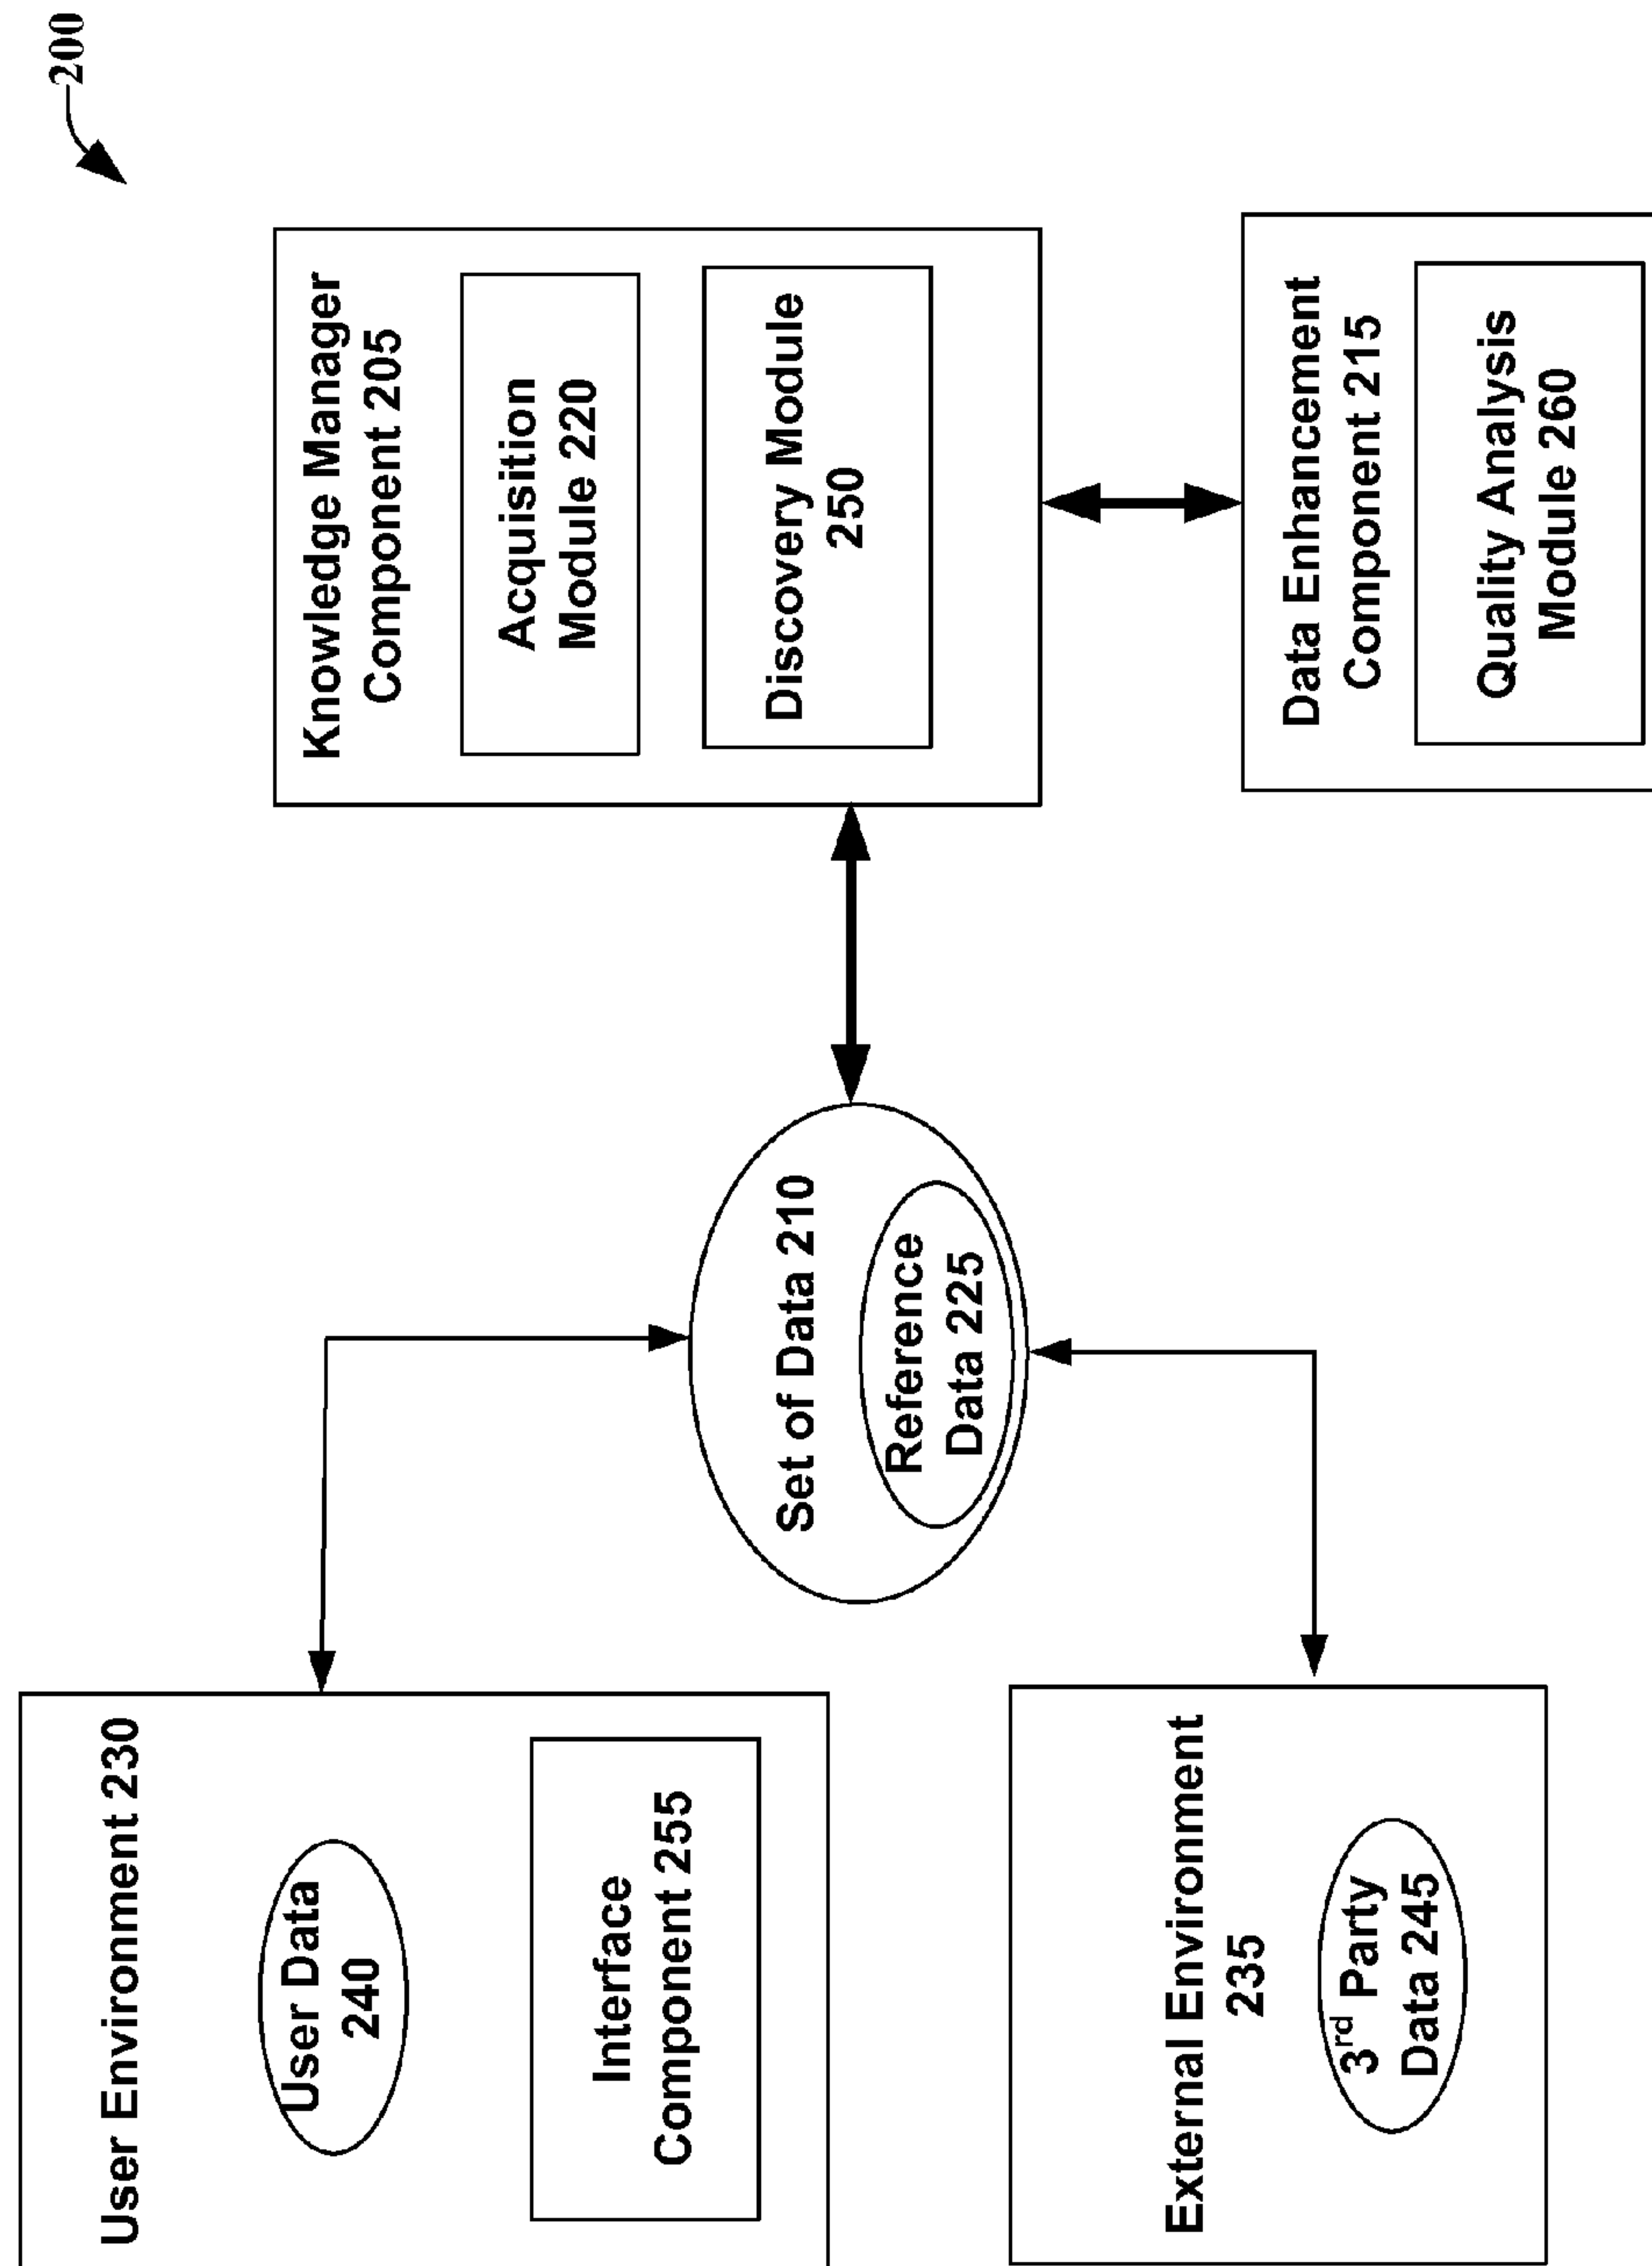 200
User Environment 230
User Data
240
Interface
Component 255
External Environment
235
3rd Party
Data 245
Set of Data 210
Reference
Data 225
Knowledge Manager
Component 205
Acquisition
Module 220
Discovery Module
250
Data Enhancement
Component 215
Quality Analysis
Module 260